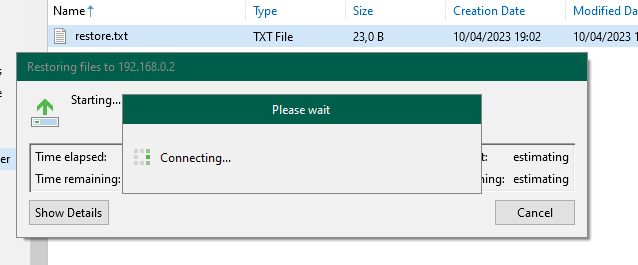 Name Type Size Creation Date Modified Da
restore.txt TXT File 23,0 B 10/04/2023 19:02 10/04/2023 19
Restoring files to 192.168.0.2
Starting...
Please wait
Connecting...
er Time elapsed: t: estimating
Time remaining: ning: estimating
Show Details Cancel